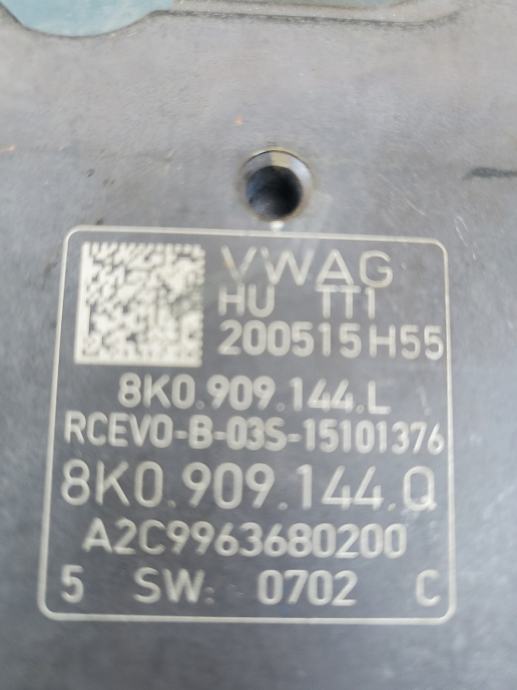 VWAG
HU TT1
200515 H55
8K0.909.144.L
RCEVO-B-03S-15101376
8K0.909.144.Q
A2C9963680200
5 SW: 0702 C